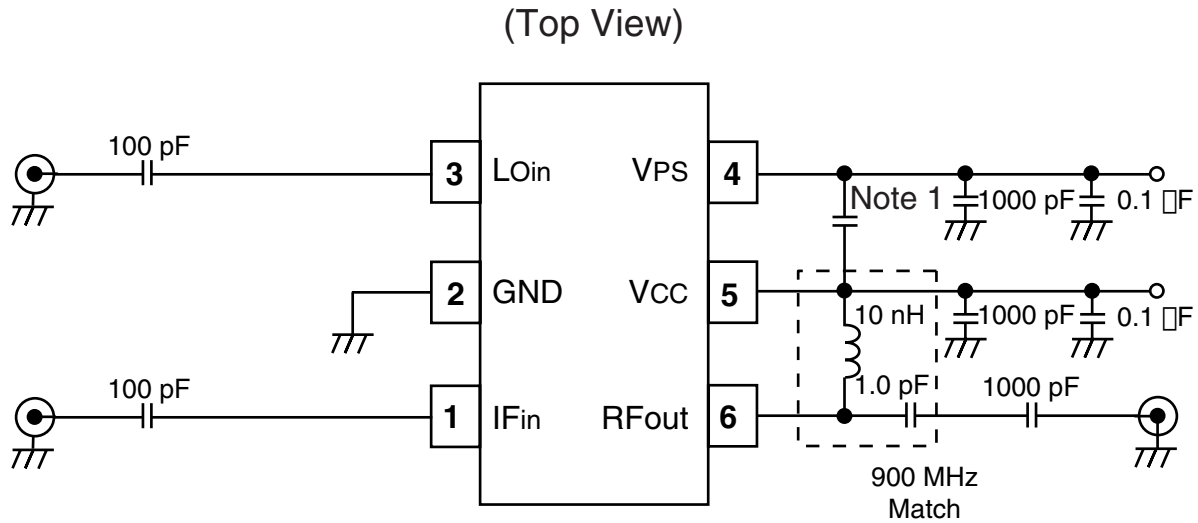 (Top View)
100 pF
3 LOin
VPS 4
Note 1
1000 pF
0.1 □F
2 GND
VCC 5
10 nH
1000 pF
0.1 □F
100 pF
1 IFin
RFout 6
1.0 pF
1000 pF
900 MHz
Match